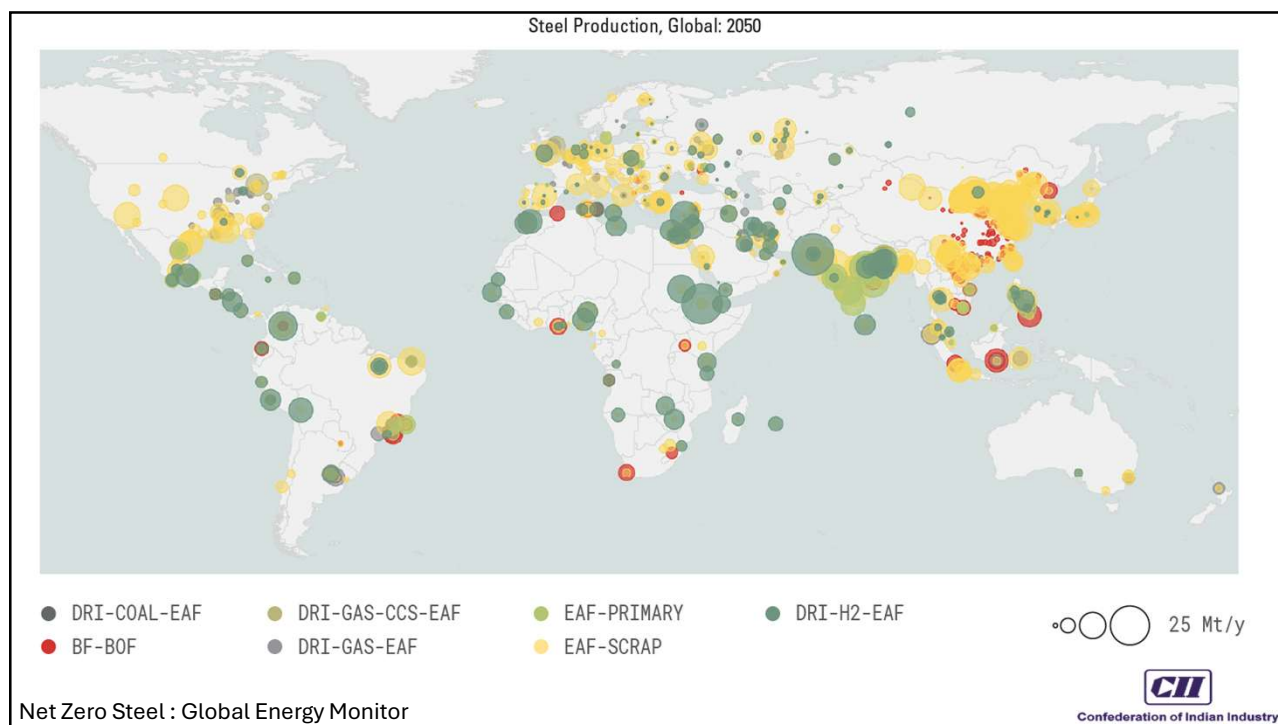 Steel Production, Global: 2050
DRI-COAL-EAF
DRI-GAS-CCS-EAF
EAF-PRIMARY
DRI-H2-EAF
BF-BOF
DRI-GAS-EAF
EAF-SCRAP
25 Mt/y
CII
Confederation of Indian Industry
Net Zero Steel : Global Energy Monitor